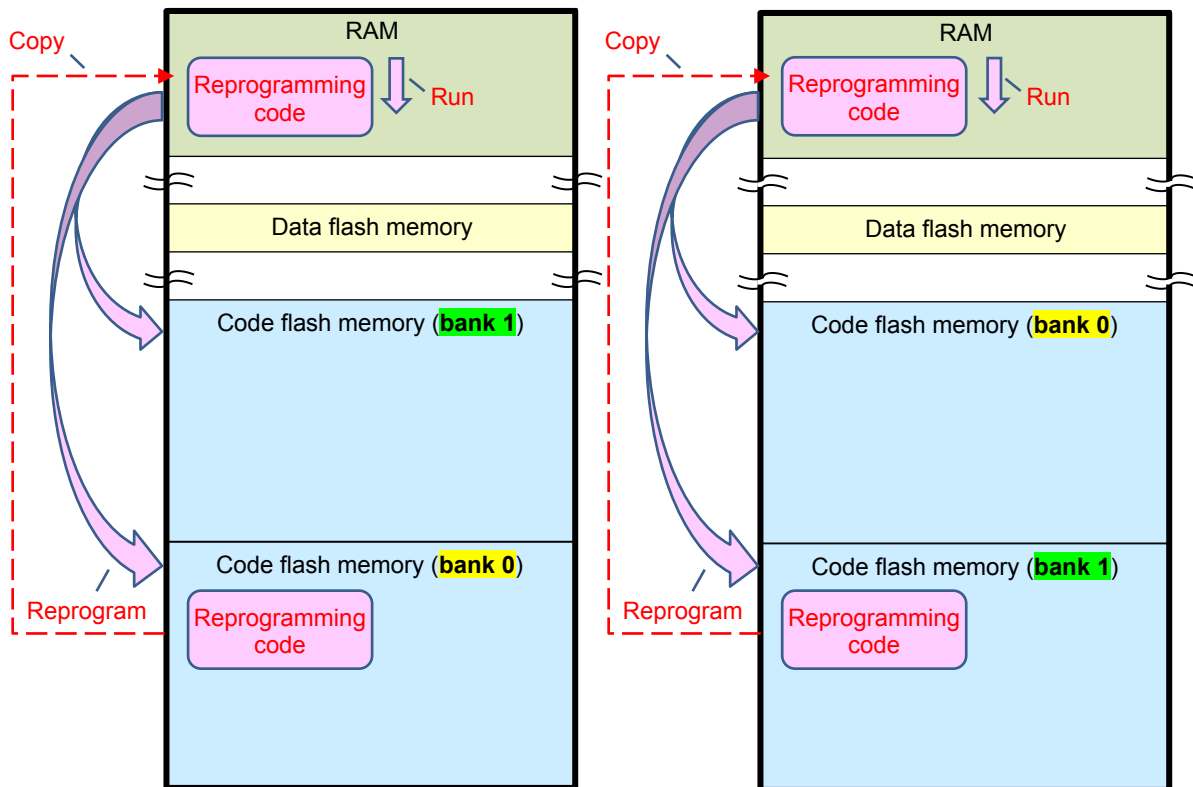 Copy
RAM
Reprogramming
code
Run
Data flash memory
Code flash memory (bank 1)
Code flash memory (bank 0)
Reprogram
Reprogramming
code
Copy
RAM
Reprogramming
code
Run
Data flash memory
Code flash memory (bank 0)
Code flash memory (bank 1)
Reprogram
Reprogramming
code